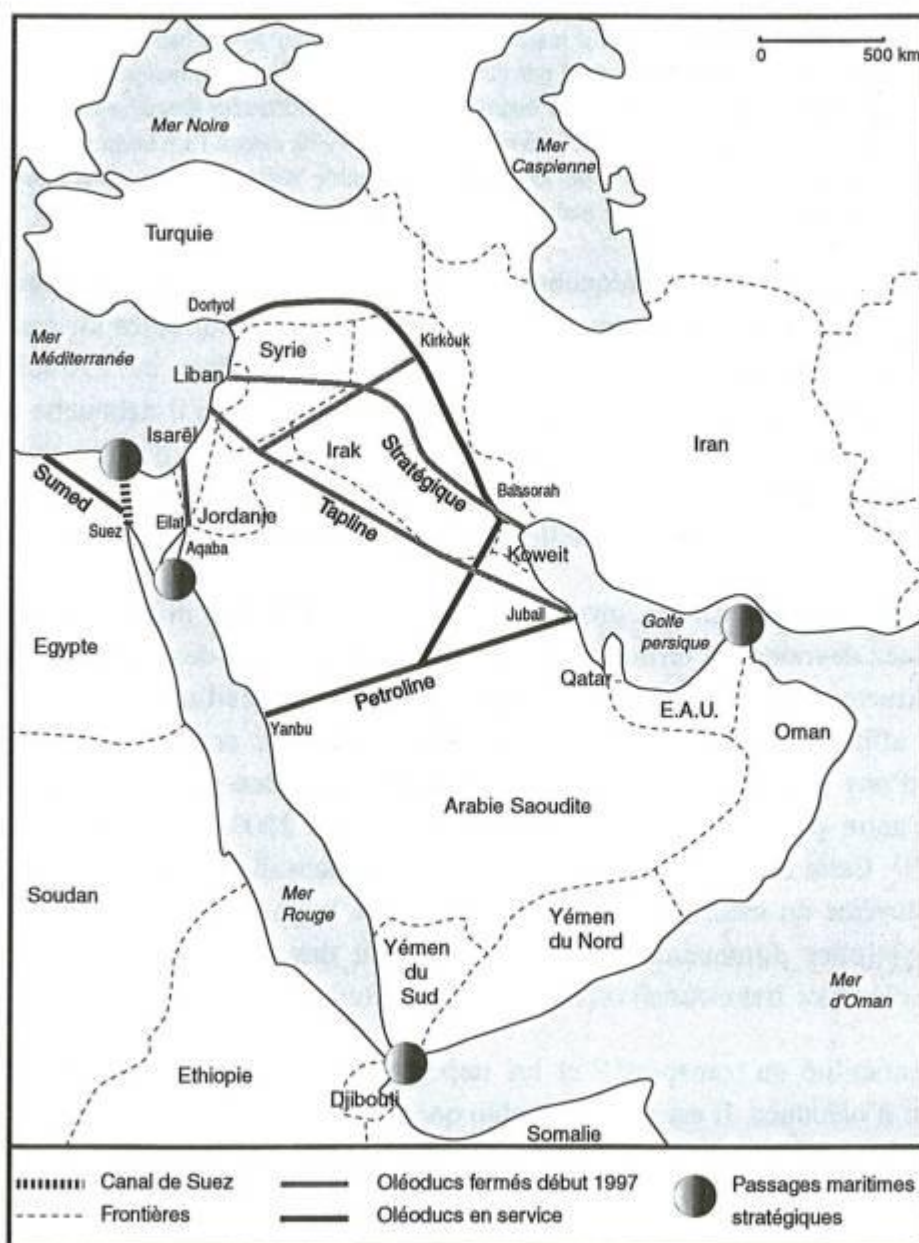 0 500 km
Mer Noire
Mer
Caspienne
Turquie
Dortyol
Kirkouk
Mer
Méditerranée
Syrie
Liban
Isarël
Irak
Stratégique
Iran
Sumed
Bassorah
Suez
Eilat
Jordanie
Tapline
Aqaba
Koweit
Egypte
Jubail
Golfe
persique
Qatar
Petroline
E.A.U.
Yanbu
Oman
Arabie Saoudite
Soudan
Mer
Rouge
Yémen
du Nord
Yémen
du
Sud
Mer
d'Oman
Ethiopie
Djibouti
Somalie
Canal de Suez
Oléoducs fermés début 1997
Passages maritimes
stratégiques
Frontières
Oléoducs en service